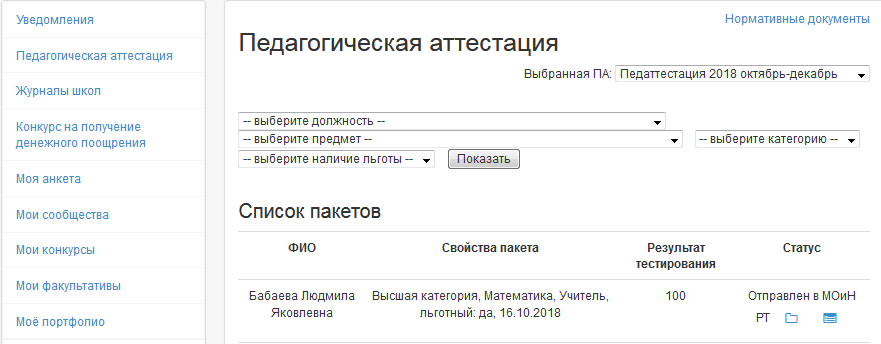 Уведомления
Педагогическая аттестация
Журналы школ
Конкурс на получение
денежного поощрения
Моя анкета
Мои сообщества
Мои конкурсы
Мои факультативы
Моё портфолио
Нормативные документы
Педагогическая аттестация
Выбранная ПА: Педаттестация 2018 октябрь-декабрь
-- выберите должность --
-- выберите предмет -- -- выберите категорию --
-- выберите наличие льготы -- Показать
Список пакетов
ФИО Свойства пакета Результат тестирования Статус
Бабаева Людмила Яковлевна Высшая категория, Математика, Учитель, льготный: да, 16.10.2018 100 Отправлен в МОиН РТ